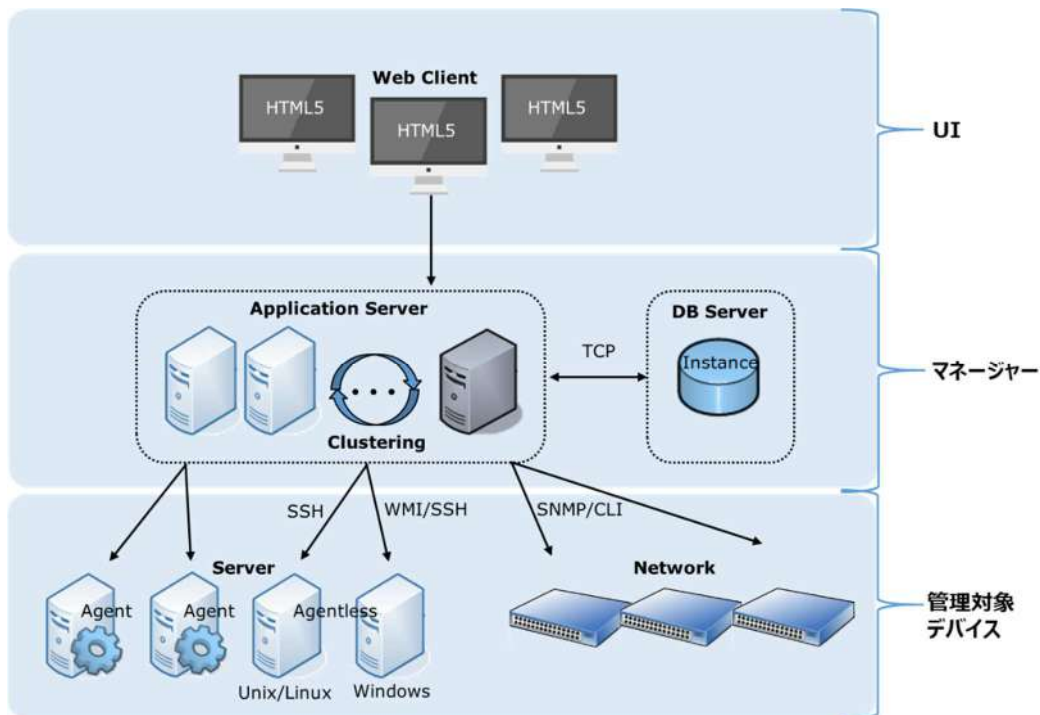 Web Client
HTML5
HTML5
HTML5
UI
Application Server
DB Server
TCP
Instance
Clustering
マネージャー
SSH
WMI/SSH
SNMP/CLI
Server
Network
Agent
Agent
Agentless
Unix/Linux
Windows
管理対象
デバイス